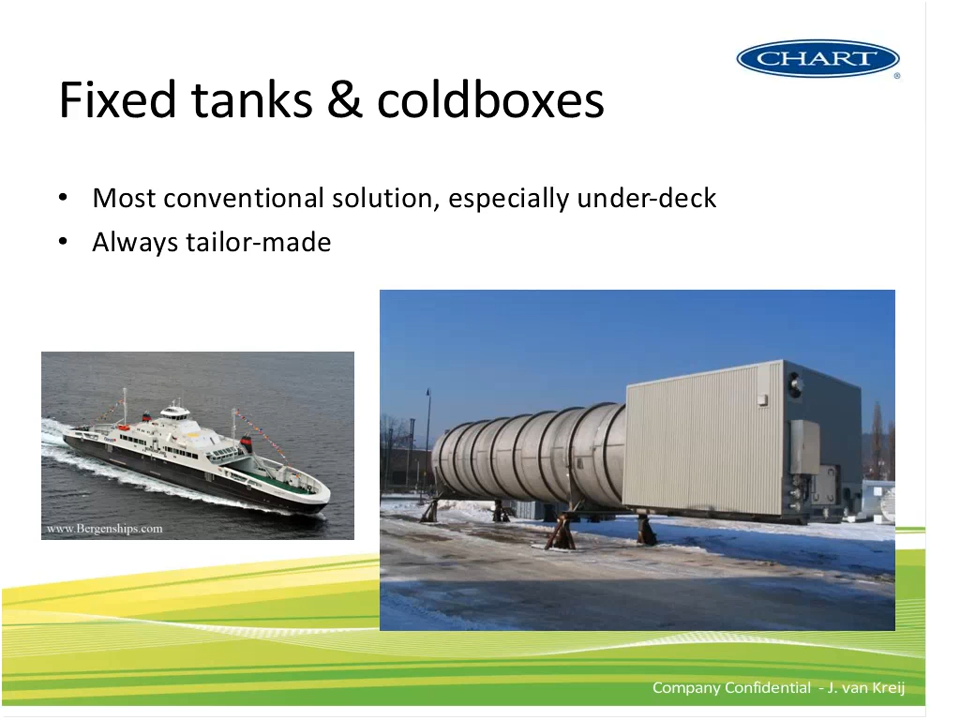 CHART
®
Fixed tanks & coldboxes
• Most conventional solution, especially under-deck
• Always tailor-made
www.Bergenships.com
Company Confidential - J. van Kreij